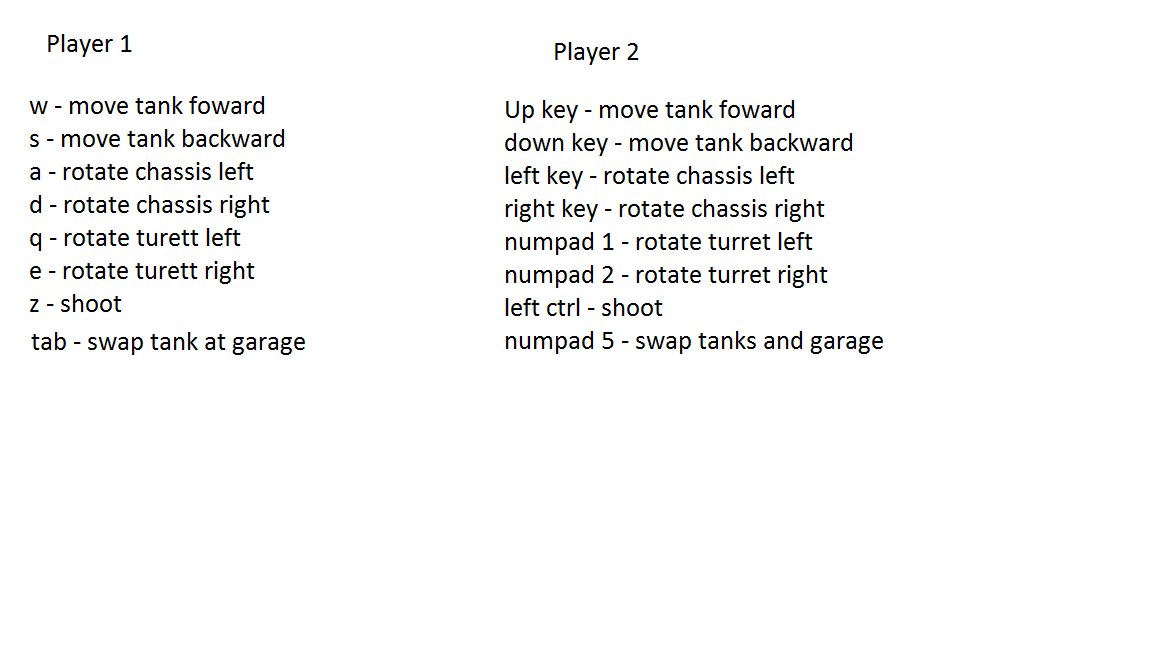 Player 1
w - move tank foward
s - move tank backward
a - rotate chassis left
d - rotate chassis right
q - rotate turett left
e - rotate turett right
z - shoot
tab - swap tank at garage
Player 2
Up key - move tank foward
down key - move tank backward
left key - rotate chassis left
right key - rotate chassis right
numpad 1 - rotate turret left
numpad 2 - rotate turret right
left ctrl - shoot
numpad 5 - swap tanks and garage